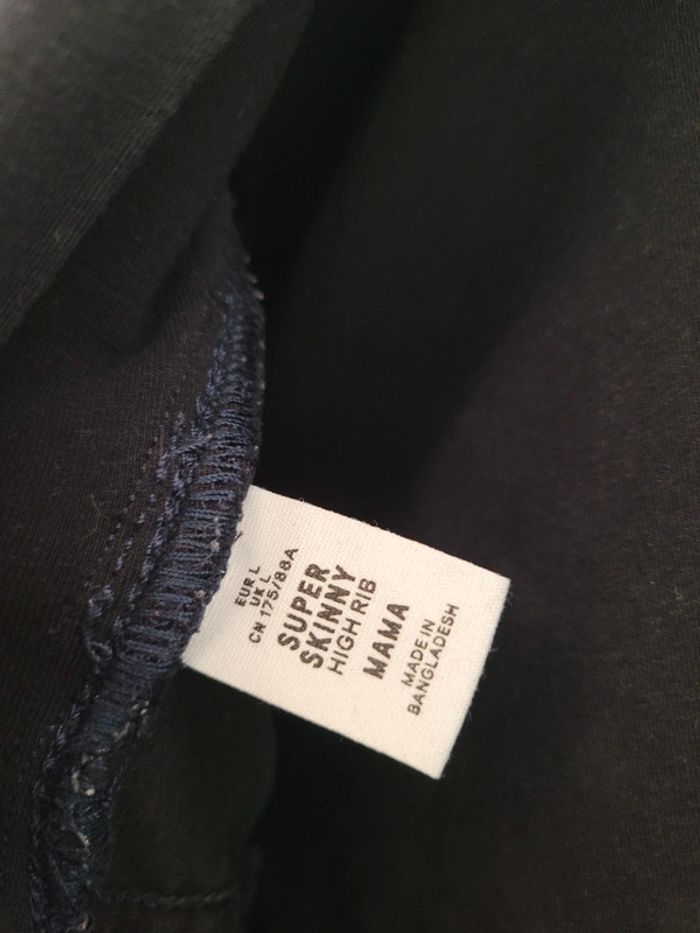 EUR L
UK L
CN 175/88A
SUPER
SKINNY
HIGH RIB
MAMA
MADE IN
BANGLADESH